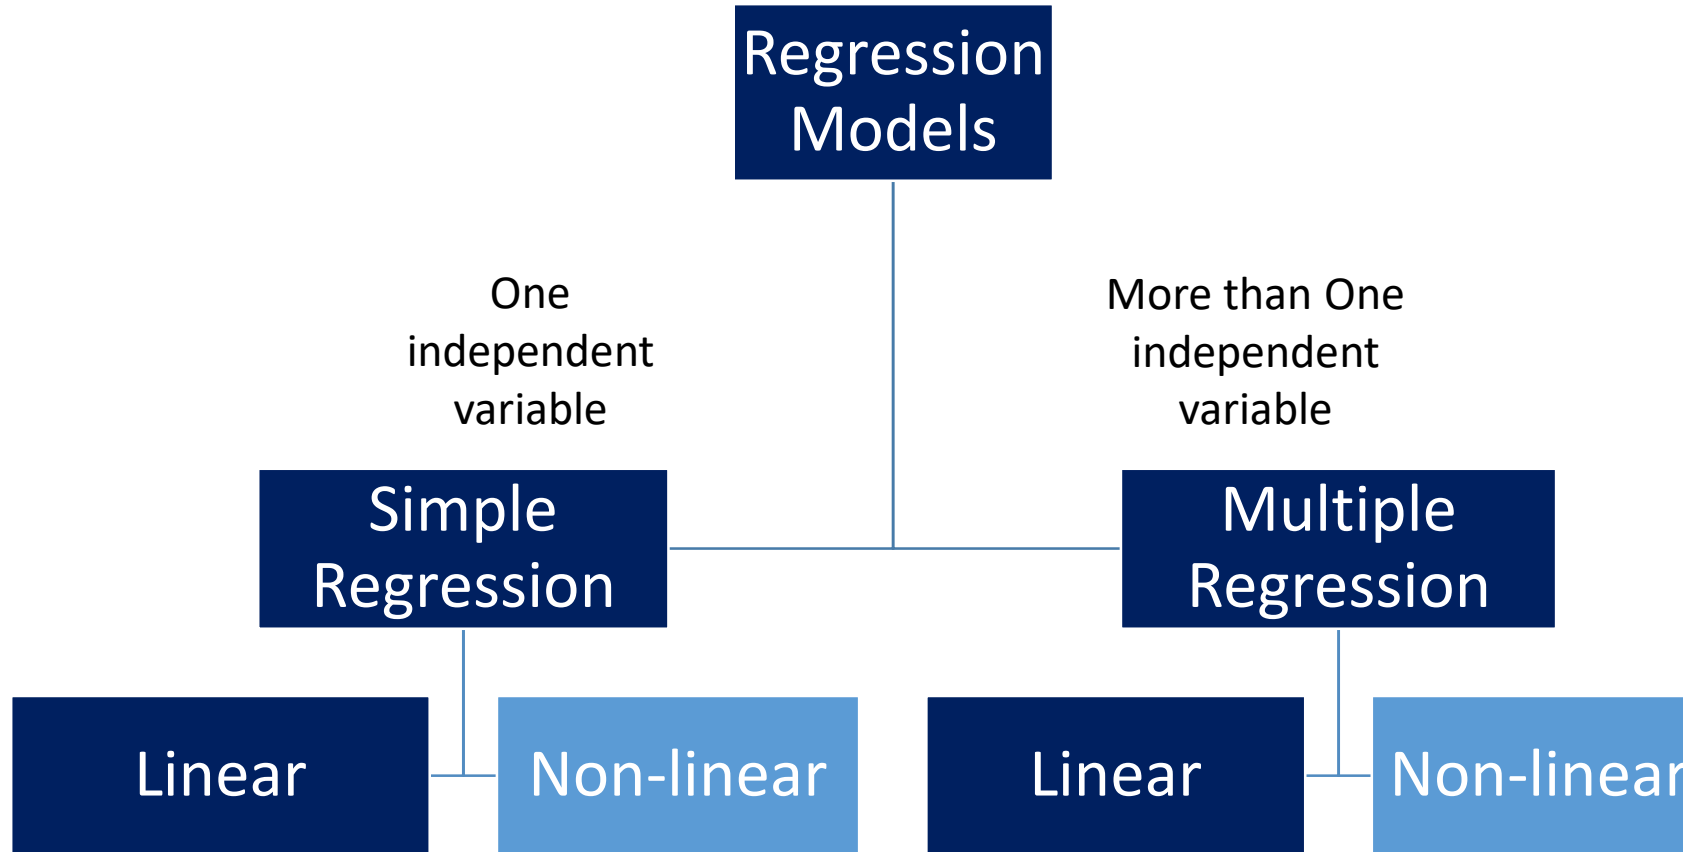 Regression
Models
One
independent
variable
More than One
independent
variable
Simple
Regression
Multiple
Regression
Linear
Non-linear
Linear
Non-linear